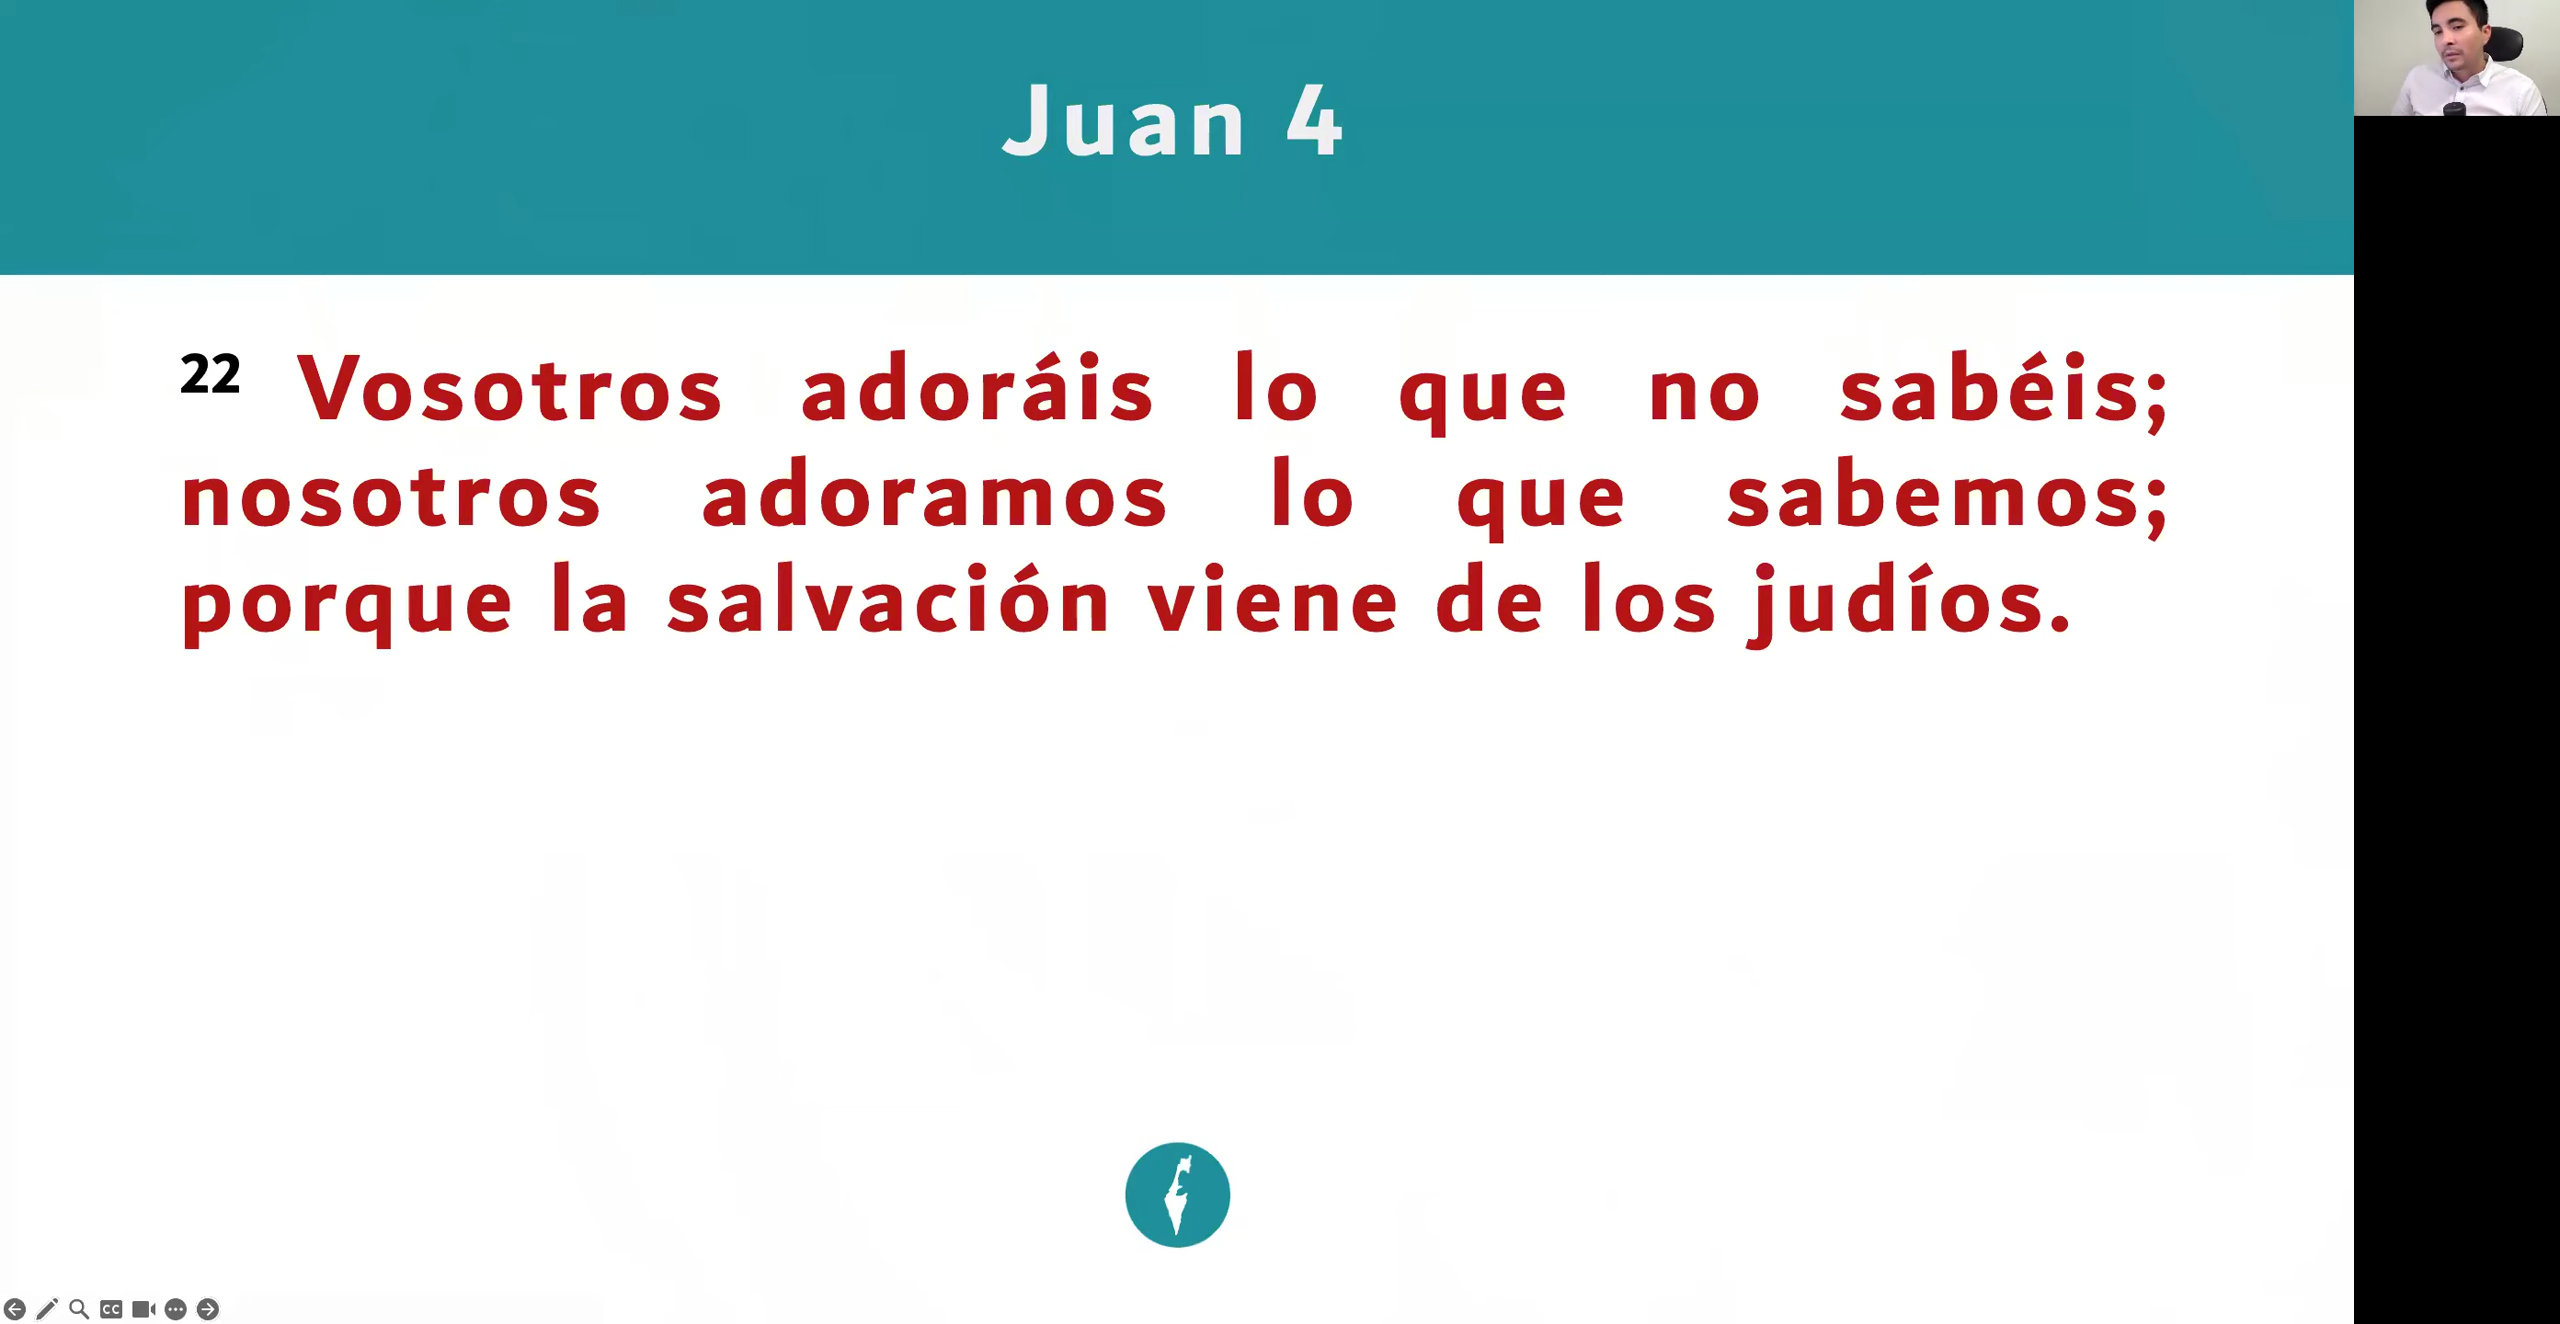 Juan 4
22 Vosotros adoráis lo que no sabéis;
nosotros adoramos lo que sabemos;
porque la salvación viene de los judíos.
CC